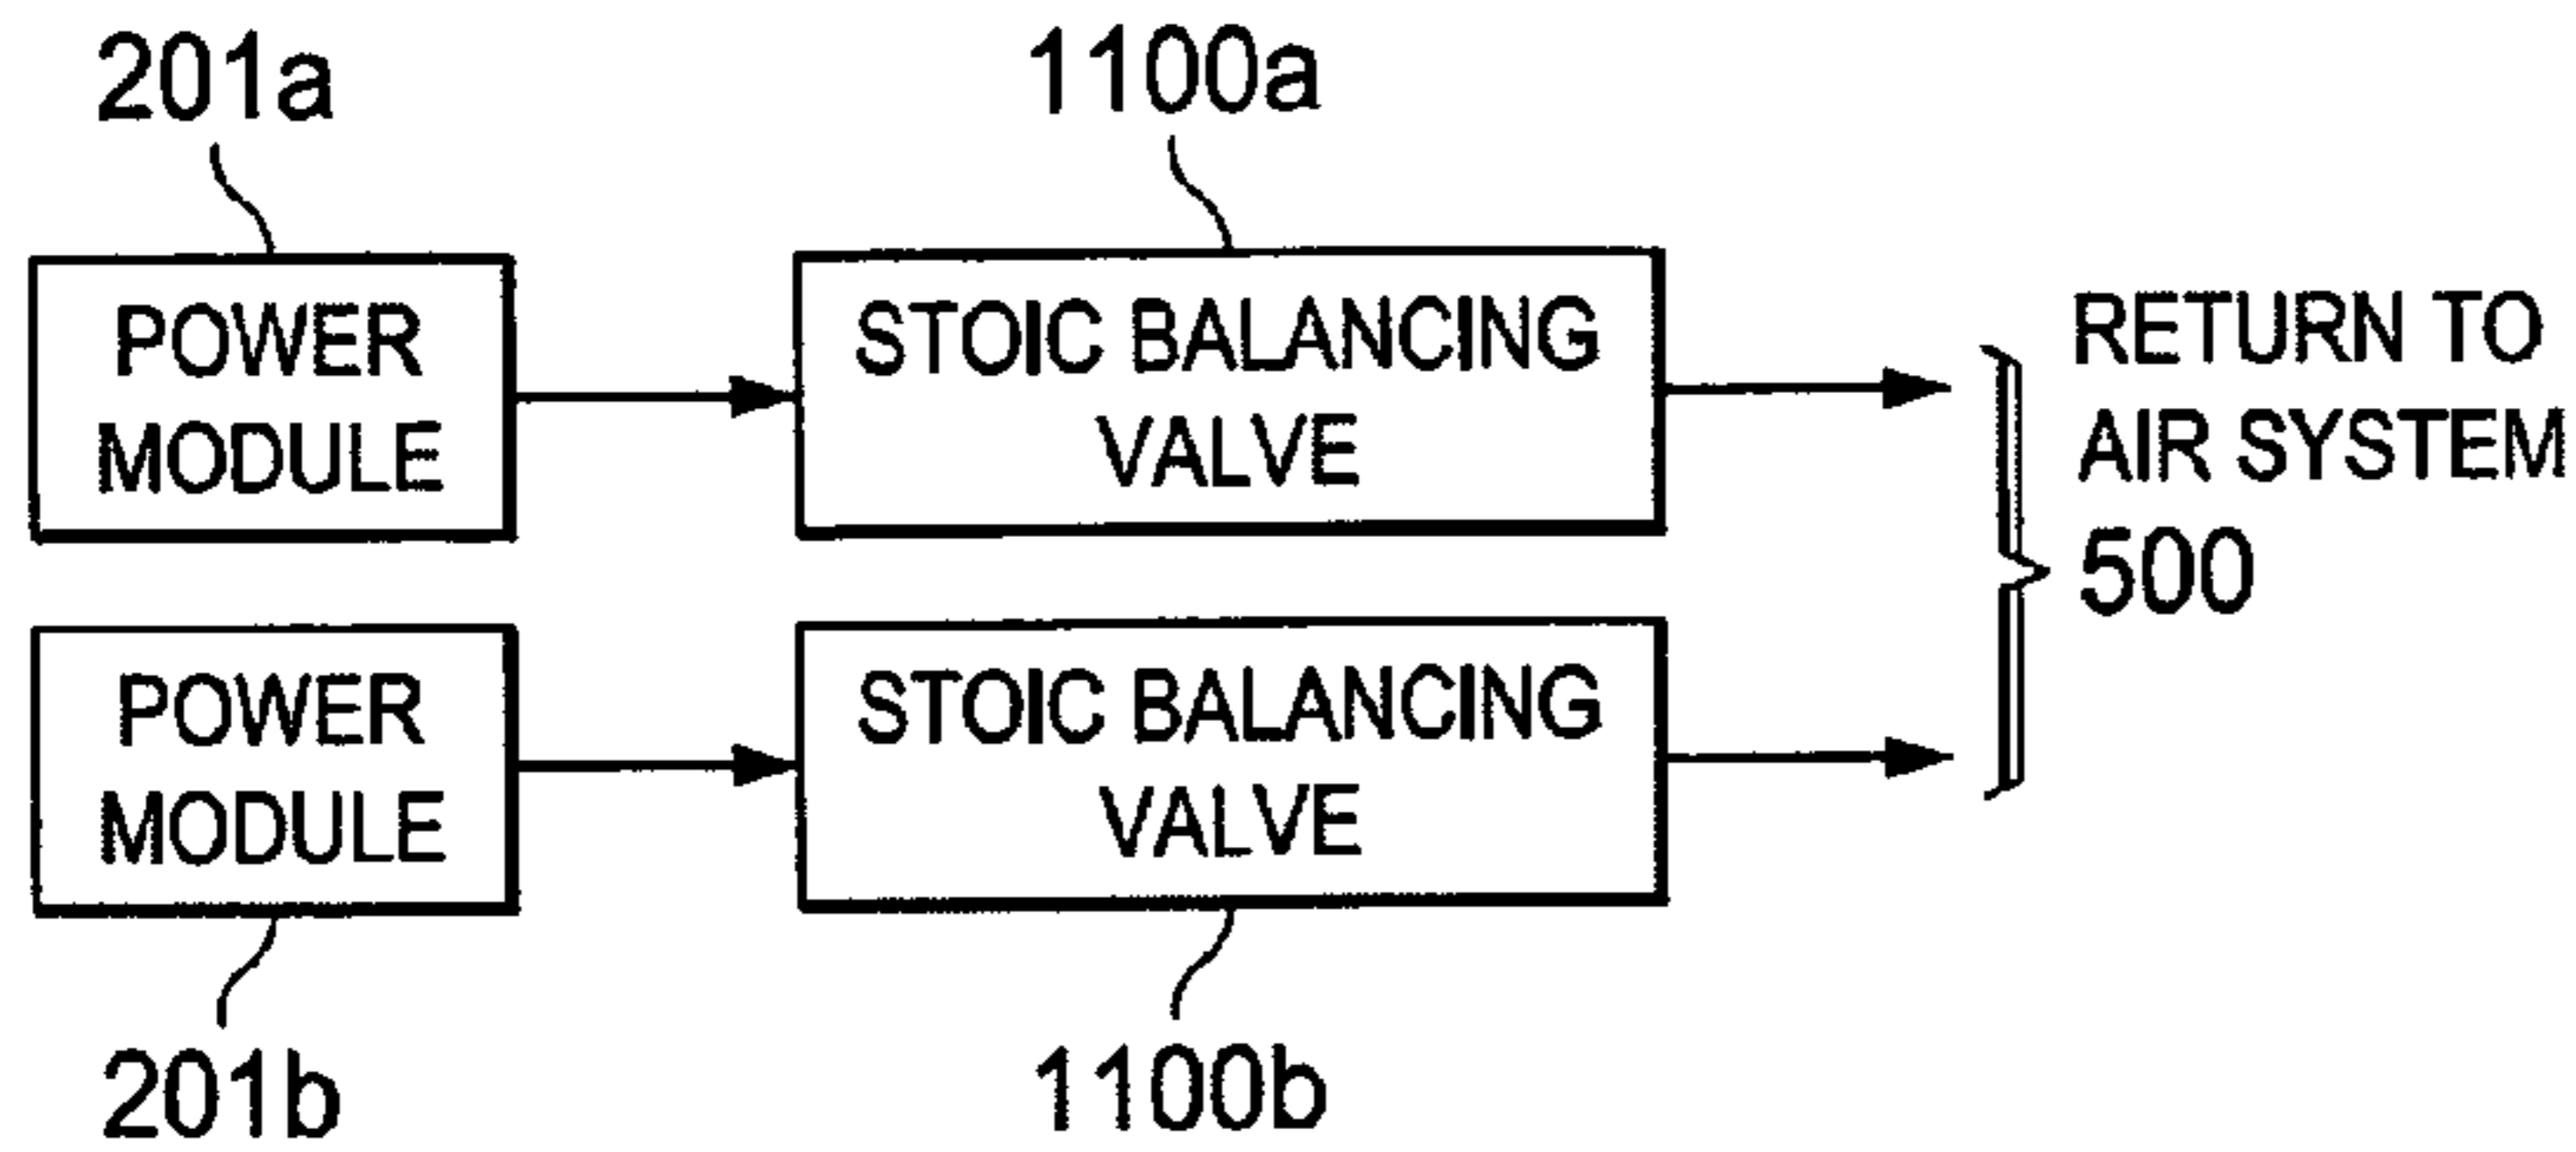 201a
1100a
POWER
MODULE
STOIC BALANCING
VALVE
RETURN TO
AIR SYSTEM
500
POWER
MODULE
STOIC BALANCING
VALVE
201b
1100b